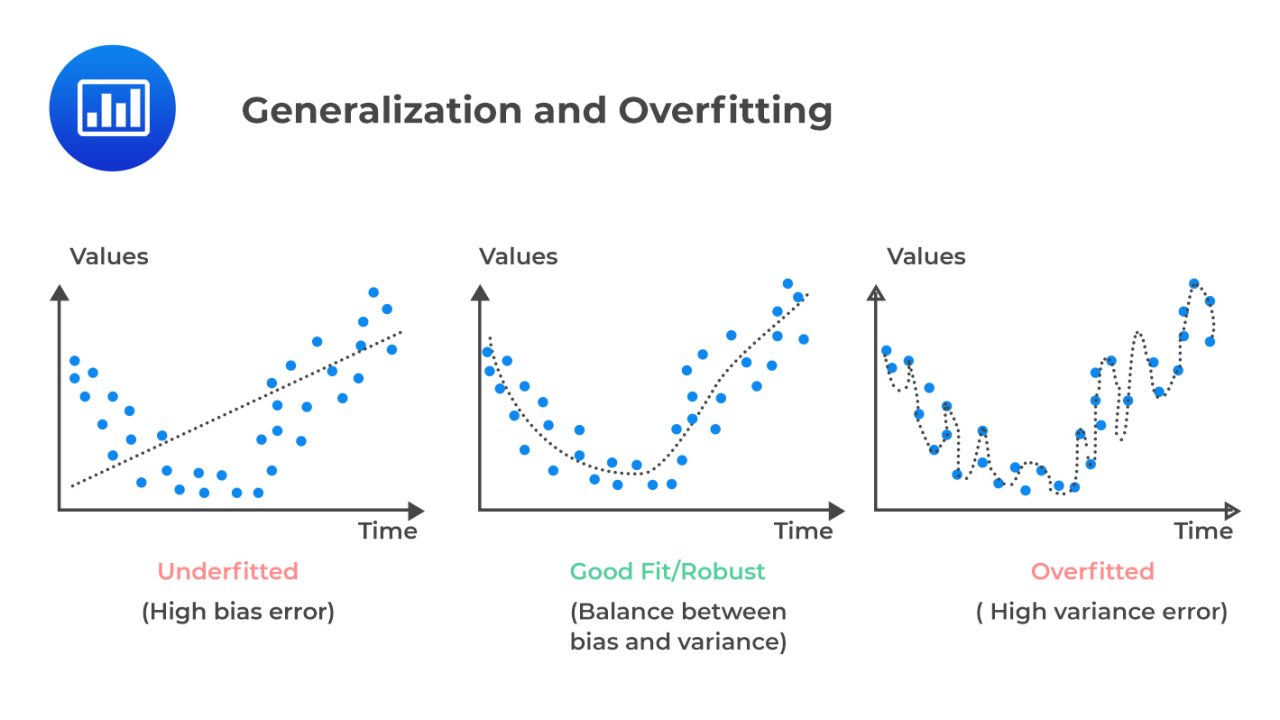 Generalization and Overfitting
Values
Time
Underfitted
(High bias error)
Values
Time
Good Fit/Robust
(Balance between
bias and variance)
Values
Time
Overfitted
( High variance error)